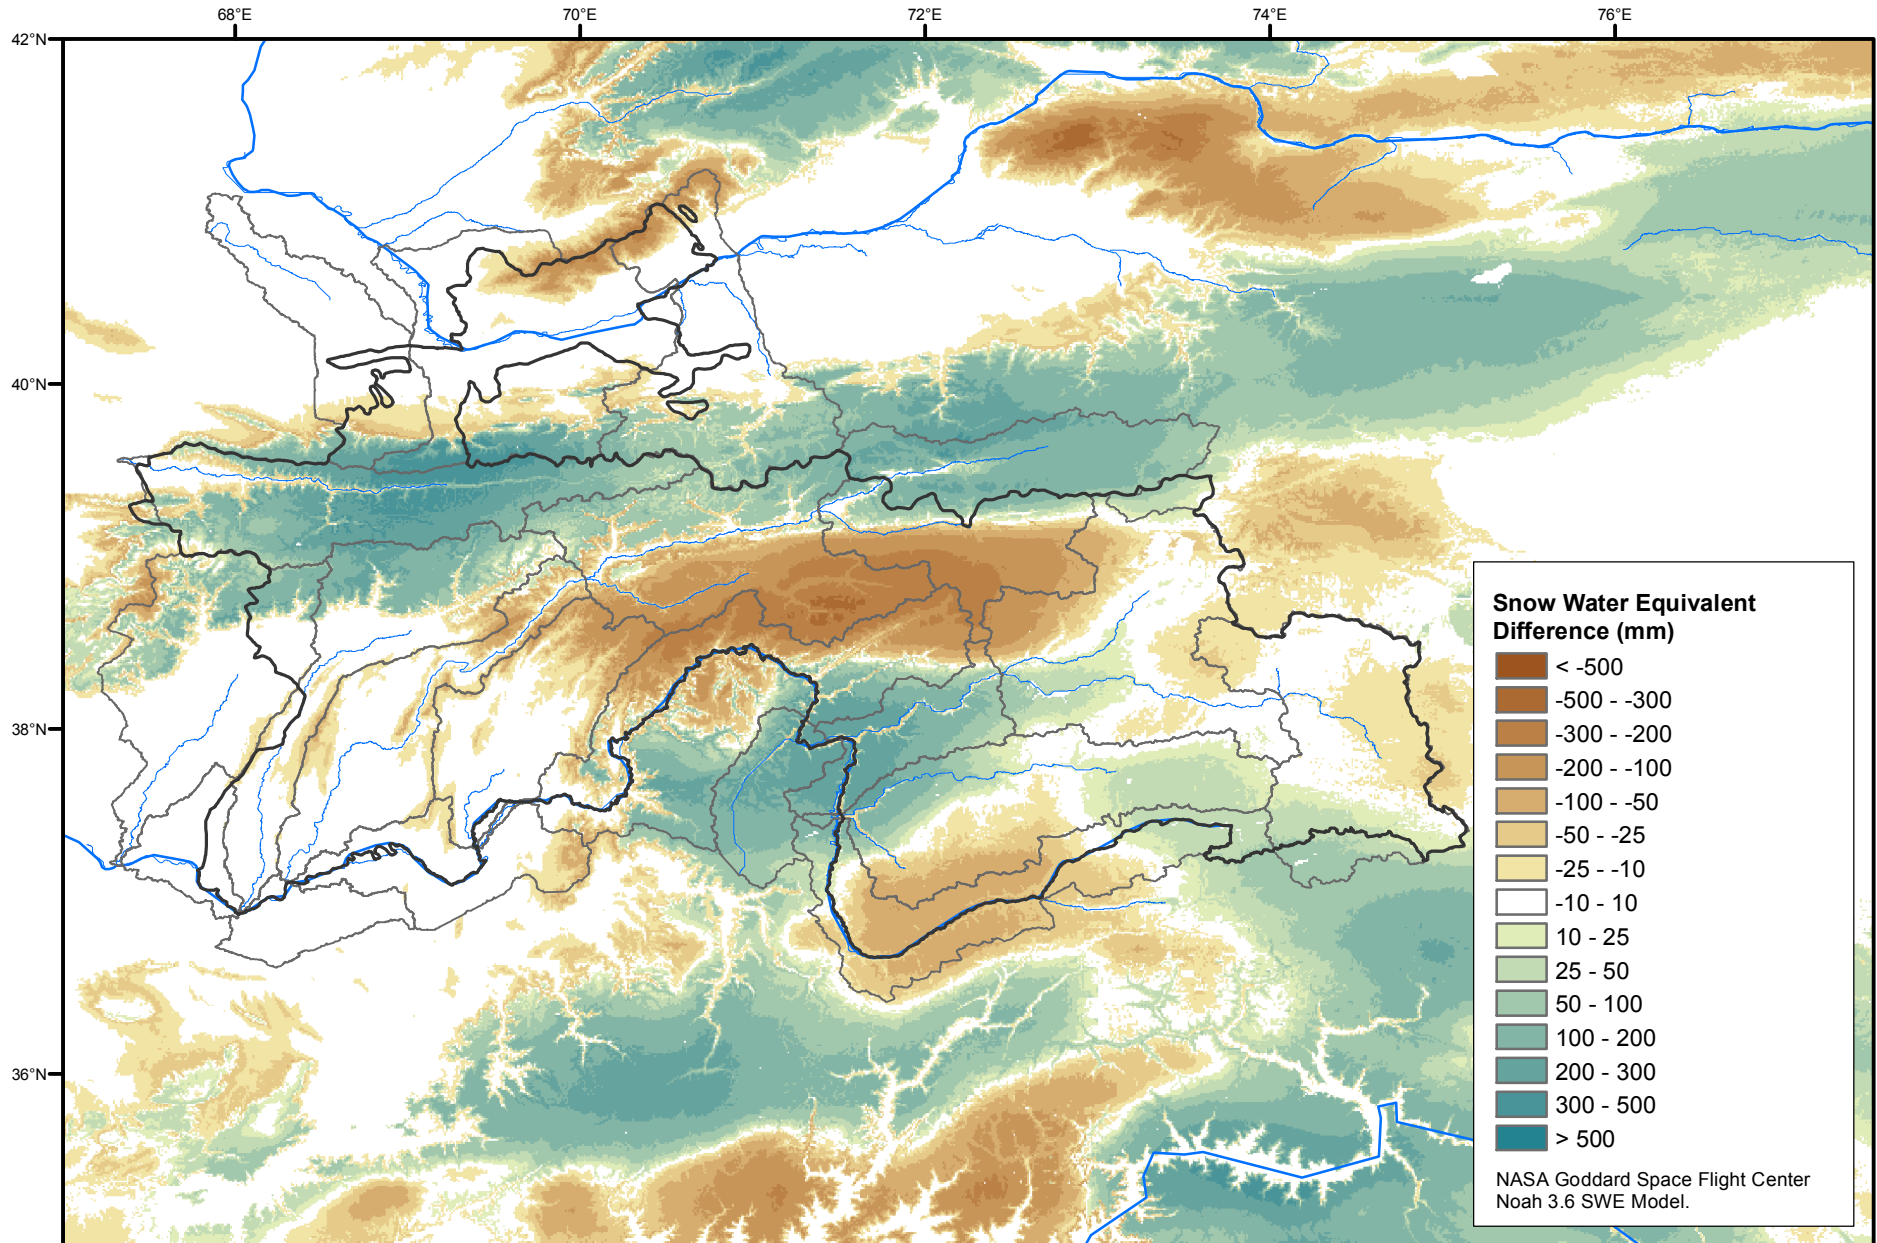 68°E 70°E 72°E 74°E 76°E
42°N
40°N
38°N
36°N
Snow Water Equivalent
Difference (mm)
< -500
-500 - -300
-300 - -200
-200 - -100
-100 - -50
-50 - -25
-25 - -10
-10 - 10
10 - 25
25 - 50
50 - 100
100 - 200
200 - 300
300 - 500
> 500
NASA Goddard Space Flight Center
Noah 3.6 SWE Model.